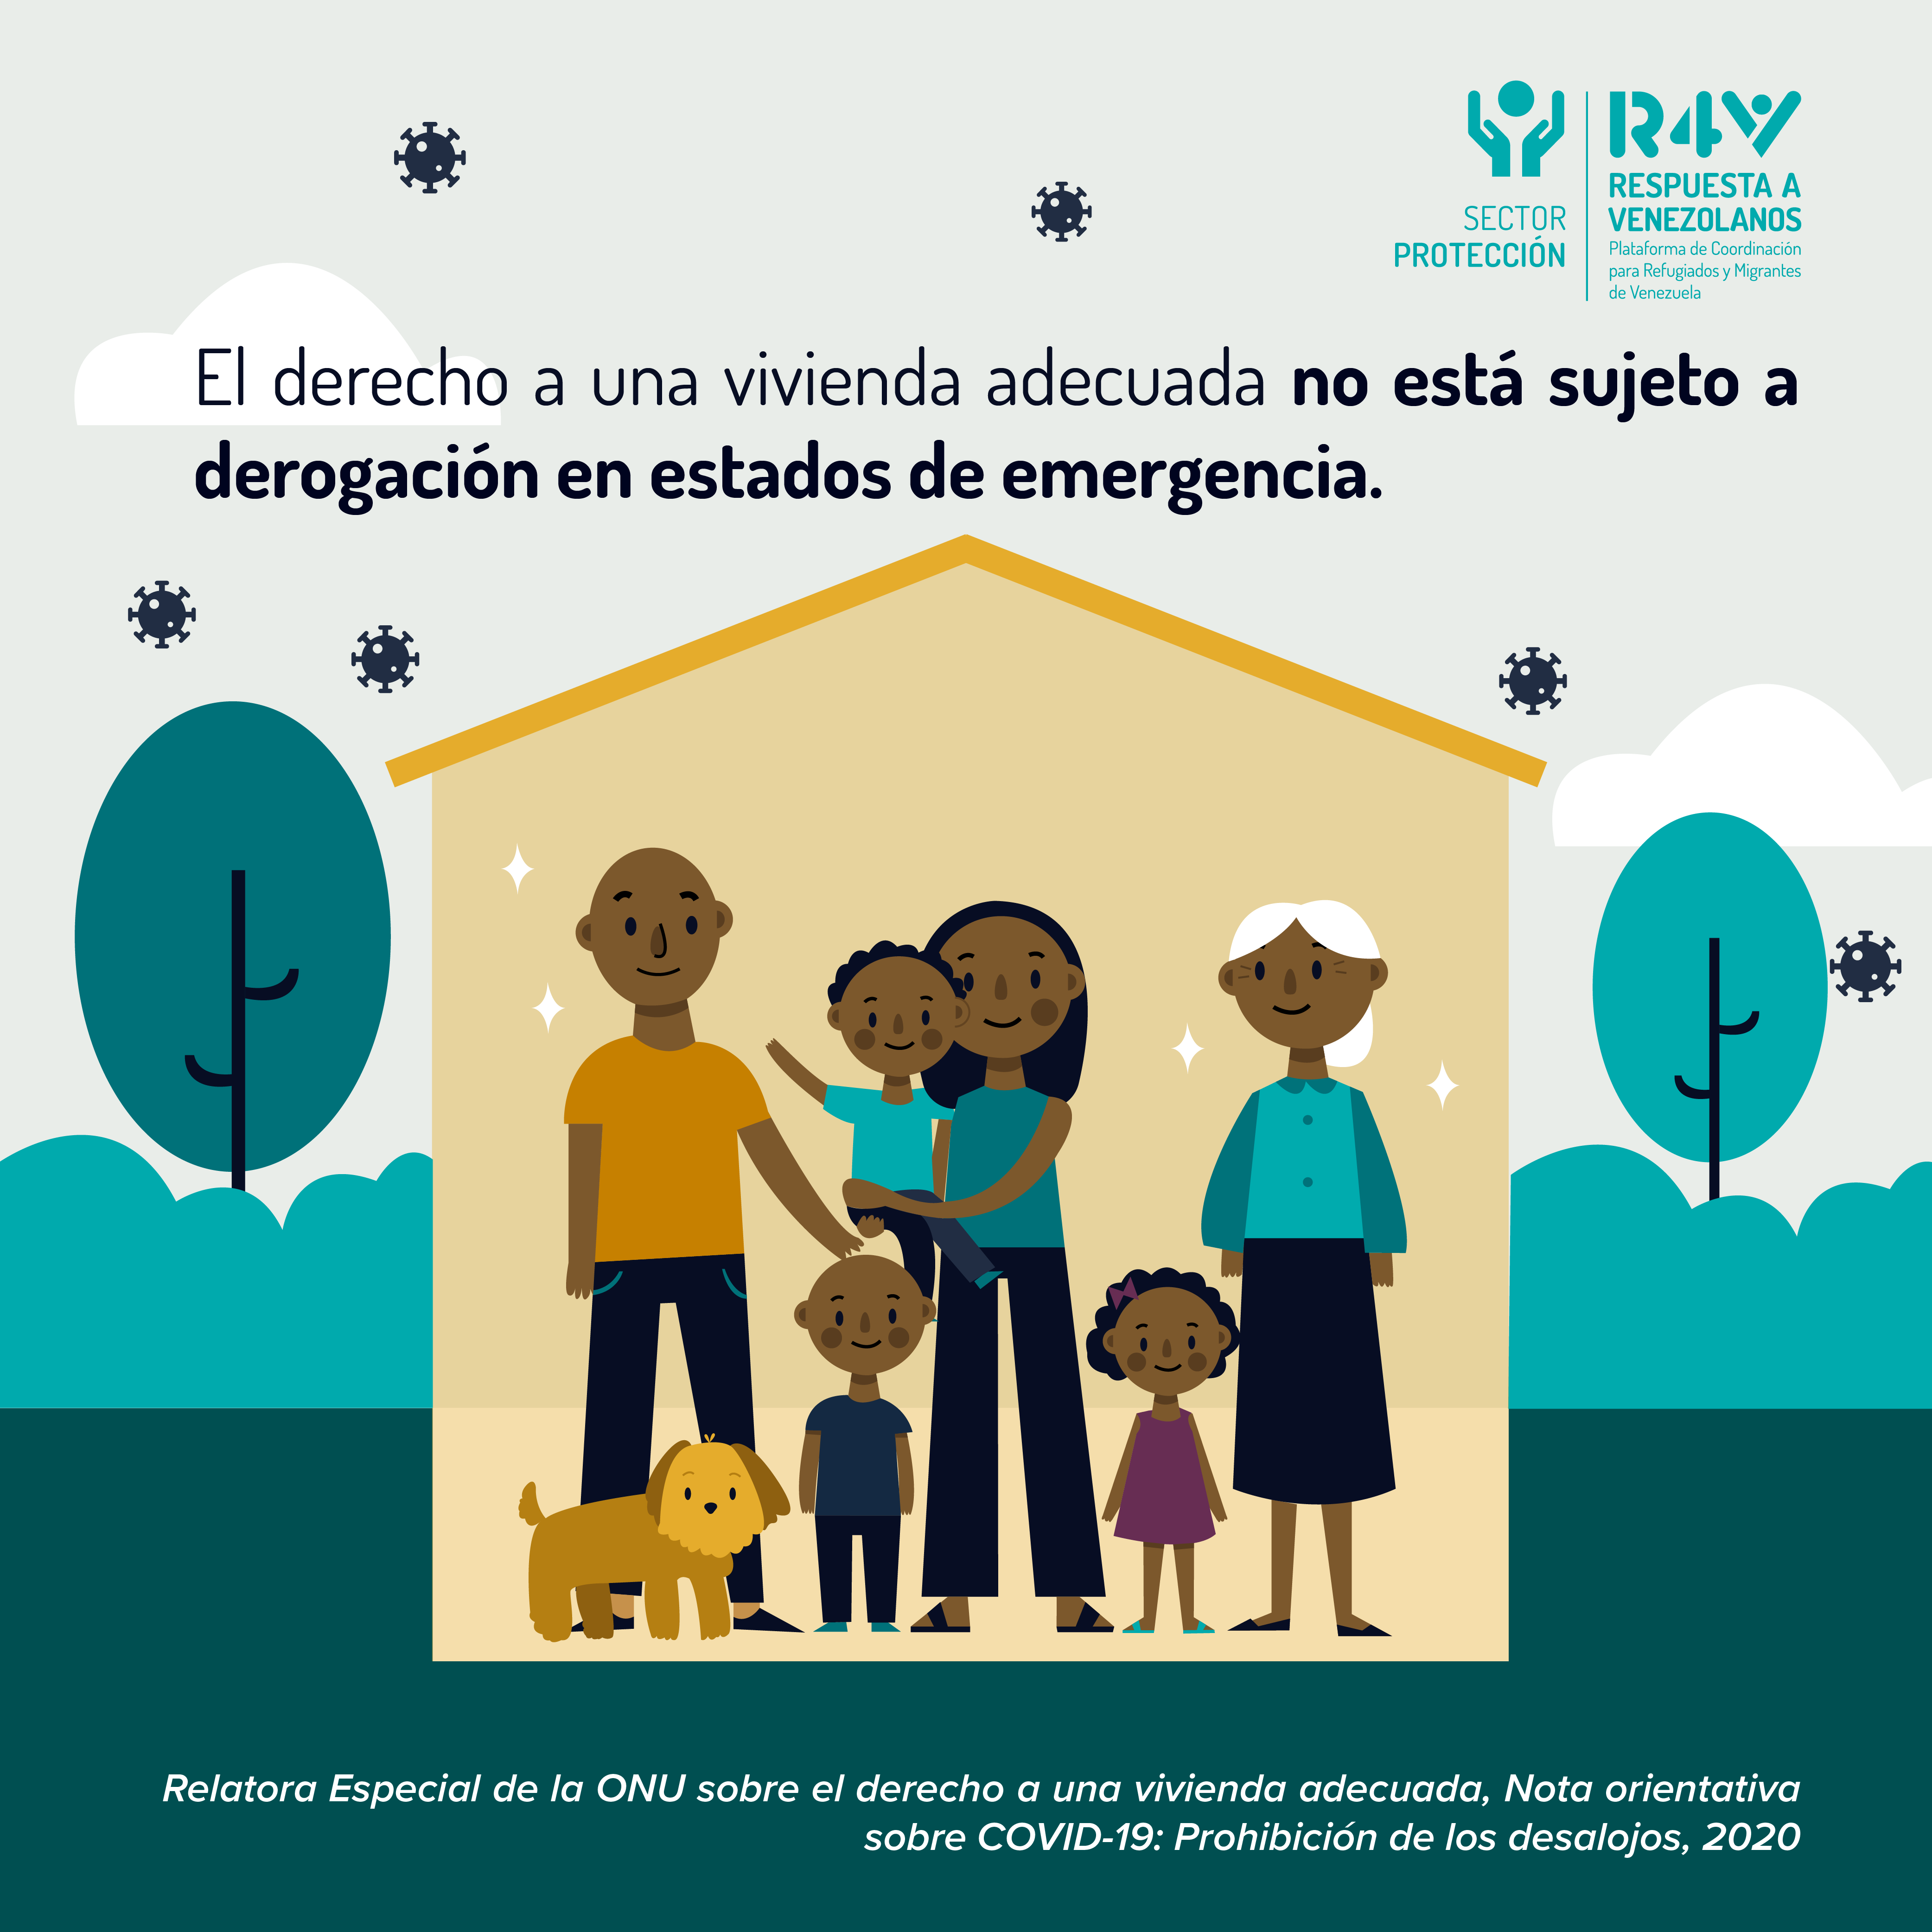 SECTOR
PROTECCIÓN
R4V
RESPUESTA A
VENEZOLANOS
Plataforma de Coordinación
para Refugiados y Migrantes
de Venezuela
El derecho a una vivienda adecuada no está sujeto a
derogación en estados de emergencia.
Relatora Especial de la ONU sobre el derecho a una vivienda adecuada, Nota orientativa
sobre COVID-19: Prohibición de los desalojos, 2020